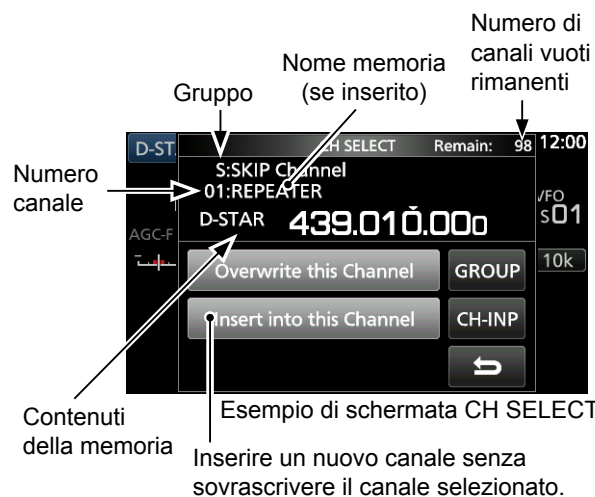 Numero di
canali vuoti
rimanenti
Nome memoria
(se inserito)
Gruppo
D-ST
CH SELECT Remain: 98 12:00
S:SKIP Channel
Numero
canale
01:REPEATER
VFO
S 01
D-STAR 439.010.000
AGC-F
10k
Overwrite this Channel GROUP
Insert into this Channel CH-INP
Esempio di schermata CH SELECT
Contenuti
della memoria
Inserire un nuovo canale senza
sovrascrivere il canale selezionato.